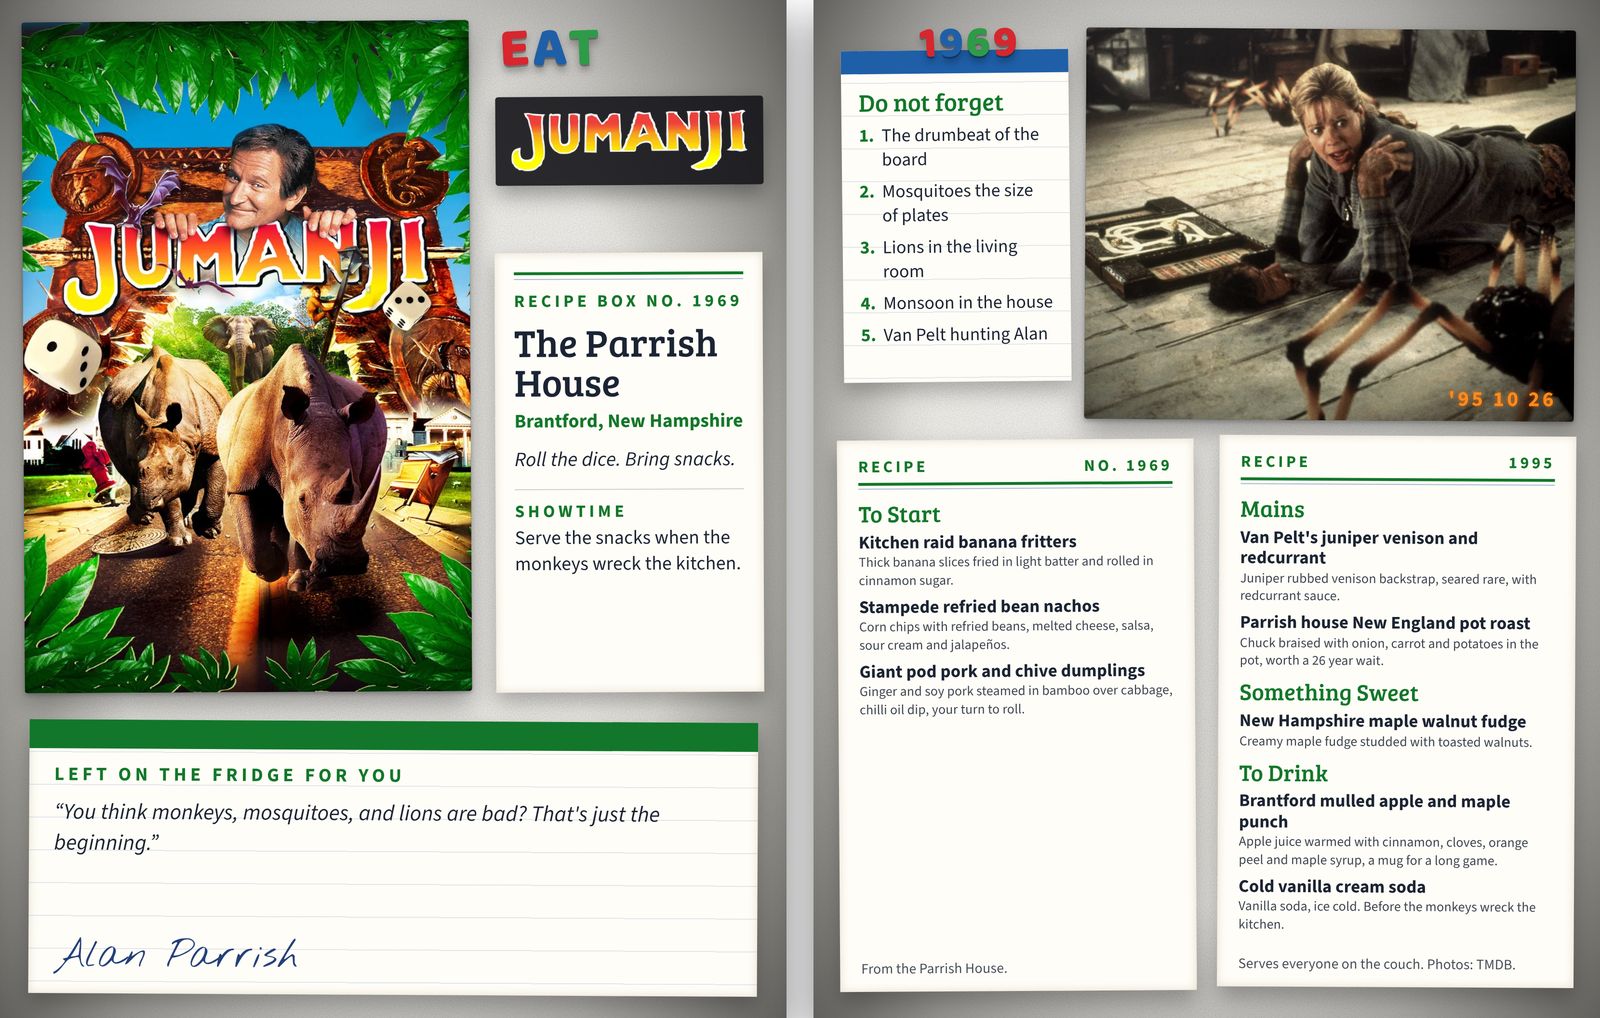 EAT
JUMANJI
JUMANJI
RECIPE BOX NO. 1969
The Parrish
House
Brantford, New Hampshire
Roll the dice. Bring snacks.
SHOWTIME
Serve the snacks when the
monkeys wreck the kitchen.
LEFT ON THE FRIDGE FOR YOU
“You think monkeys, mosquitoes, and lions are bad? That's just the
beginning.”
Alan Parrish
1969
Do not forget
1. The drumbeat of the
board
2. Mosquitoes the size
of plates
3. Lions in the living
room
4. Monsoon in the house
5. Van Pelt hunting Alan
'95 10 26
RECIPE NO. 1969
To Start
Kitchen raid banana fritters
Thick banana slices fried in light batter and rolled in
cinnamon sugar.
Stampede refried bean nachos
Corn chips with refried beans, melted cheese, salsa,
sour cream and jalapeños.
Giant pod pork and chive dumplings
Ginger and soy pork steamed in bamboo over cabbage,
chilli oil dip, your turn to roll.
From the Parrish House.
RECIPE 1995
Mains
Van Pelt's juniper venison and
redcurrant
Juniper rubbed venison backstrap, seared rare, with
redcurrant sauce.
Parrish house New England pot roast
Chuck braised with onion, carrot and potatoes in the
pot, worth a 26 year wait.
Something Sweet
New Hampshire maple walnut fudge
Creamy maple fudge studded with toasted walnuts.
To Drink
Brantford mulled apple and maple
punch
Apple juice warmed with cinnamon, cloves, orange
peel and maple syrup, a mug for a long game.
Cold vanilla cream soda
Vanilla soda, ice cold. Before the monkeys wreck the
kitchen.
Serves everyone on the couch. Photos: TMDB.